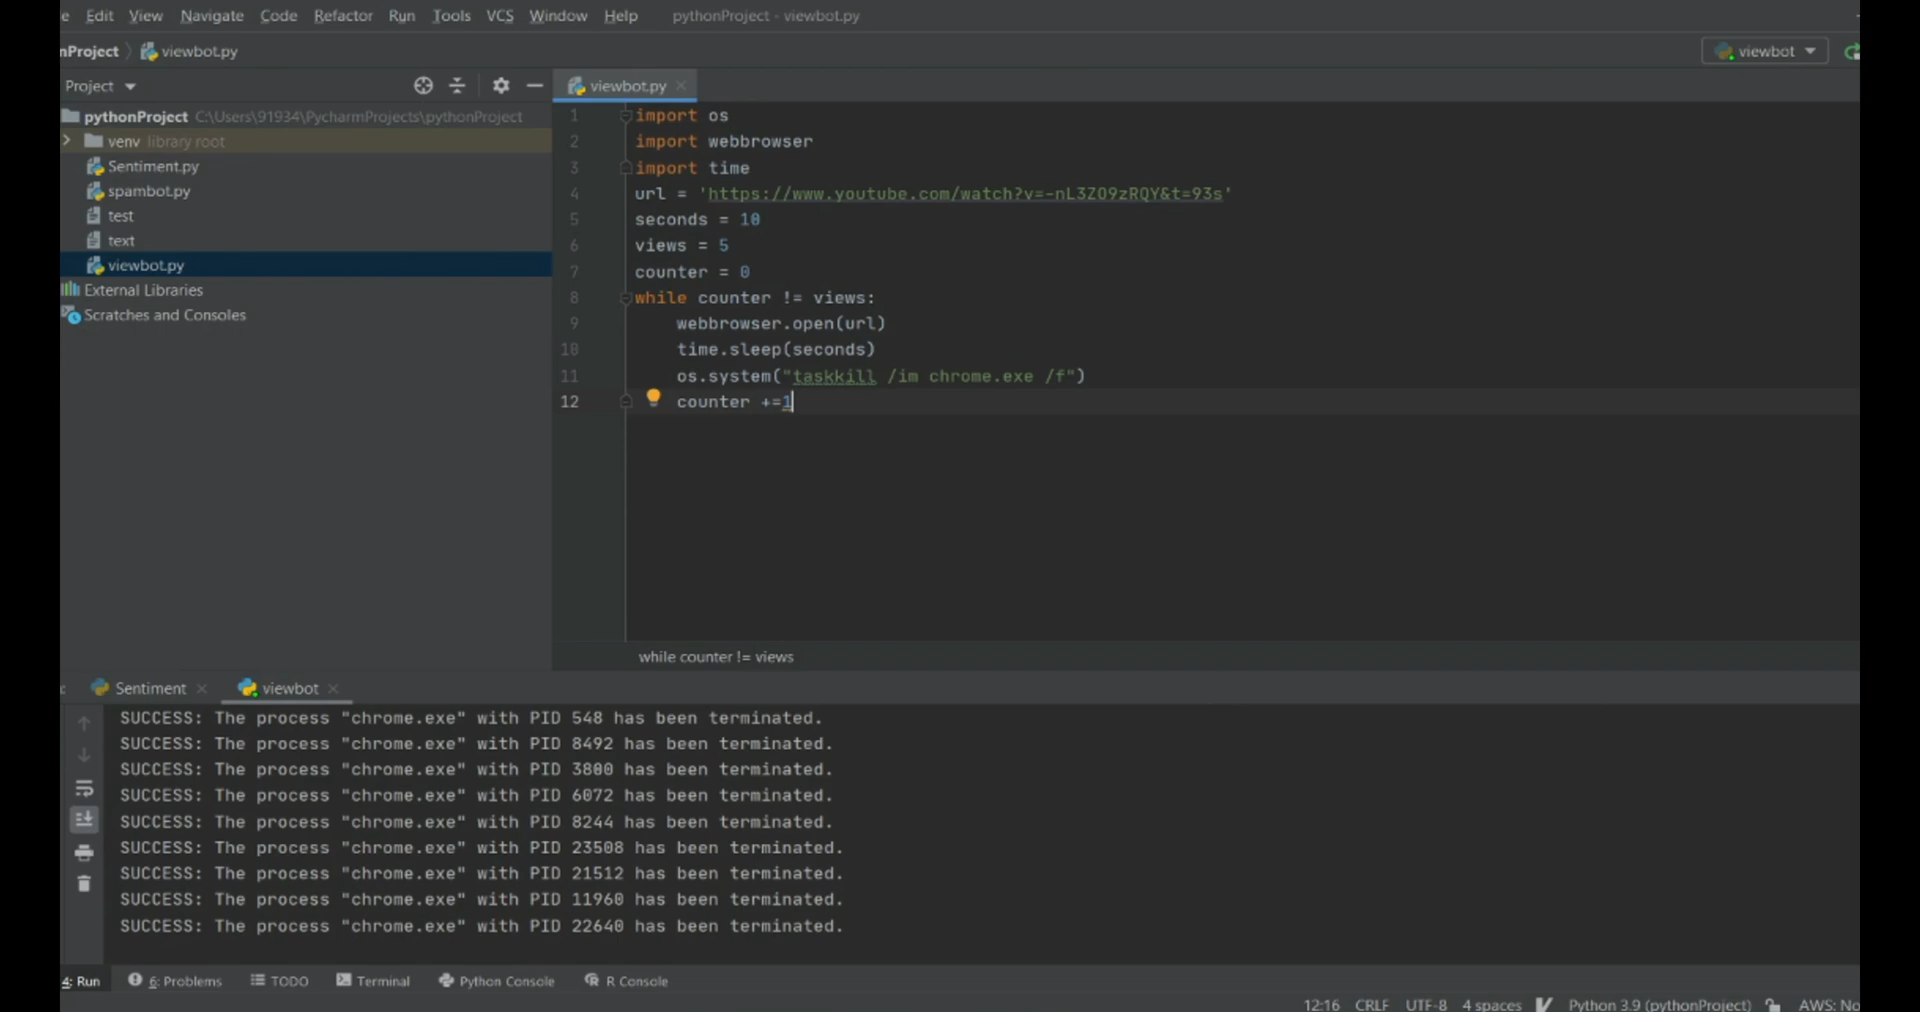 Edit View Navigate Code Refactor Run Tools VCS Window Help pythonProject - viewbot.py
nProject viewbot.py viewbot
Project viewbot.py
pythonProject C:\Users\91934\PycharmProjects\pythonProject
venv library root
Sentiment.py
spambot.py
test
text
viewbot.py
External Libraries
Scratches and Consoles
1 import os
2 import webbrowser
3 import time
4 url = 'https://www.youtube.com/watch?v=-nL3ZO9zRQY&t=93s'
5 seconds = 10
6 views = 5
7 counter = 0
8 while counter != views:
9 webbrowser.open(url)
10 time.sleep(seconds)
11 os.system("taskkill /im chrome.exe /f")
12 counter +=1
while counter != views
Sentiment viewbot
SUCCESS: The process "chrome.exe" with PID 548 has been terminated.
SUCCESS: The process "chrome.exe" with PID 8492 has been terminated.
SUCCESS: The process "chrome.exe" with PID 3800 has been terminated.
SUCCESS: The process "chrome.exe" with PID 6072 has been terminated.
SUCCESS: The process "chrome.exe" with PID 8244 has been terminated.
SUCCESS: The process "chrome.exe" with PID 23508 has been terminated.
SUCCESS: The process "chrome.exe" with PID 21512 has been terminated.
SUCCESS: The process "chrome.exe" with PID 11960 has been terminated.
SUCCESS: The process "chrome.exe" with PID 22640 has been terminated.
4: Run 6: Problems TODO Terminal Python Console R Console
12:16 CRLF UTF-8 4 spaces Python 3.9 (pythonProject) AWS: No